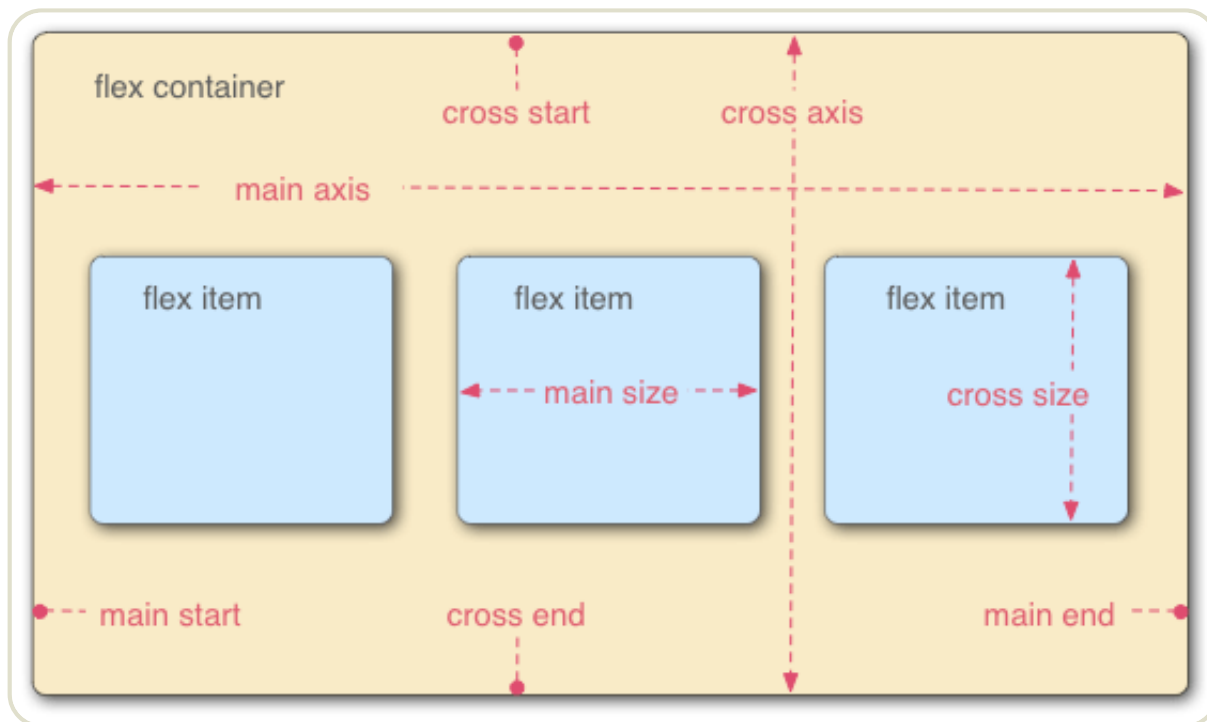 flex container
cross start
cross axis
main axis
flex item
flex item
flex item
main size
cross size
main start
cross end
main end